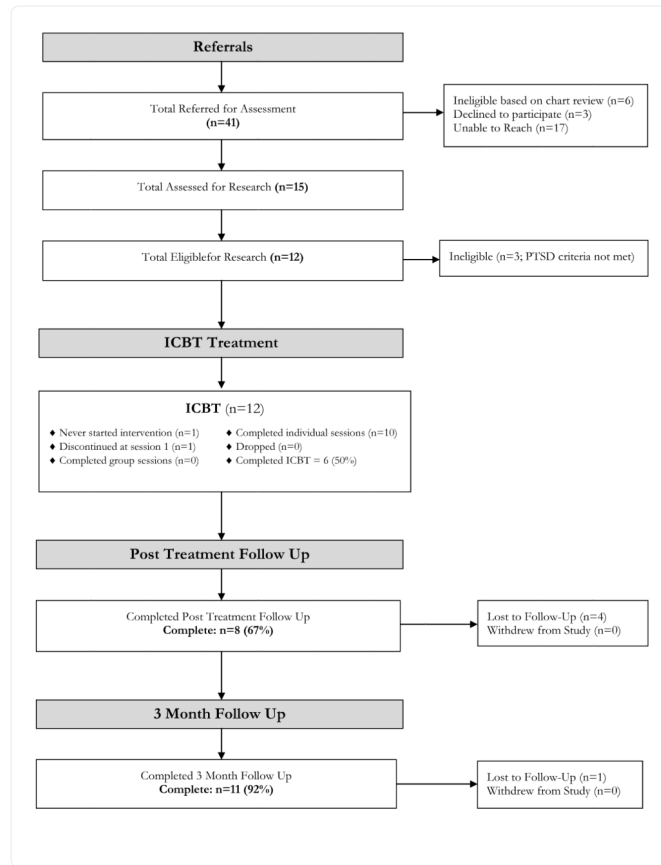 Referrals
Total Referred for Assessment
(n=41)
Ineligible based on chart review (n=6)
Declined to participate (n=3)
Unable to Reach (n=17)
Total Assessed for Research (n=15)
Total Eligiblefor Research (n=12)
Ineligible (n=3; PTSD criteria not met)
ICBT Treatment
ICBT (n=12)
♦ Never started intervention (n=1)
♦ Discontinued at session 1 (n=1)
♦ Completed group sessions (n=0)
♦ Completed individual sessions (n=10)
♦ Dropped (n=0)
♦ Completed ICBT = 6 (50%)
Post Treatment Follow Up
Completed Post Treatment Follow Up
Complete: n=8 (67%)
Lost to Follow-Up (n=4)
Withdrew from Study (n=0)
3 Month Follow Up
Completed 3 Month Follow Up
Complete: n=11 (92%)
Lost to Follow-Up (n=1)
Withdrew from Study (n=0)